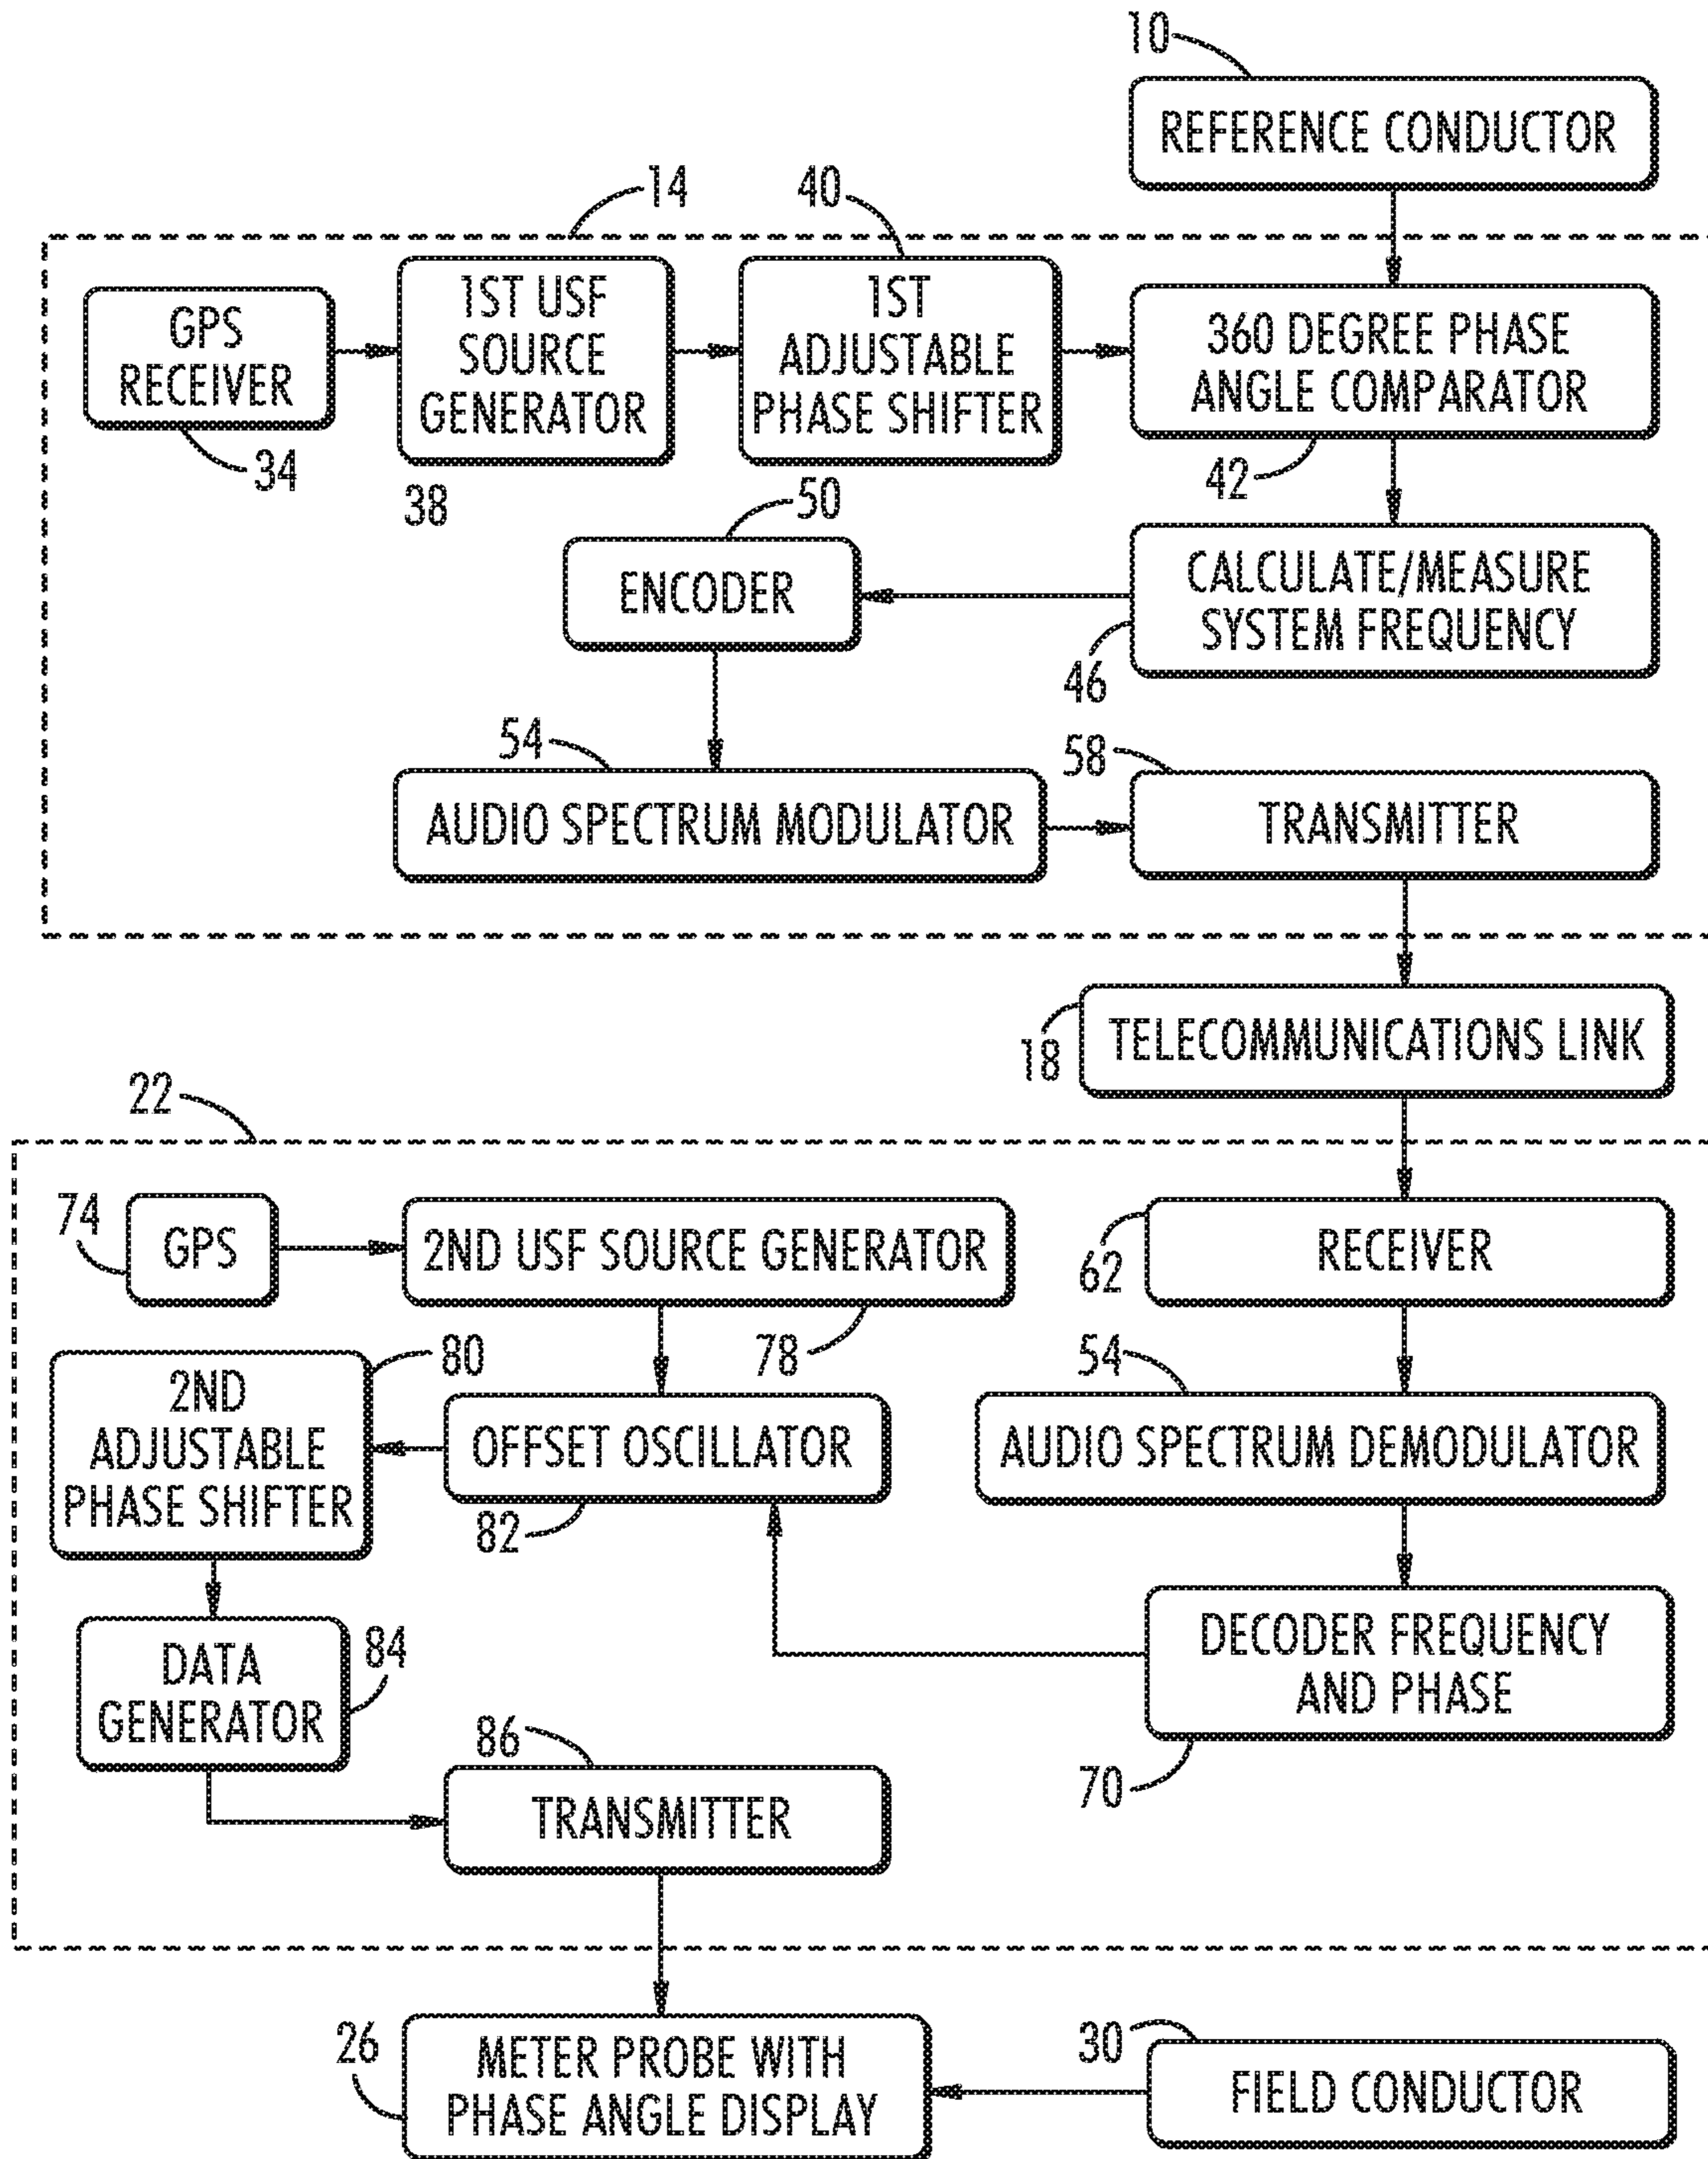 10
REFERENCE CONDUCTOR
14
40
GPS
RECEIVER
34
1ST USF
SOURCE
GENERATOR
38
1ST
ADJUSTABLE
PHASE SHIFTER
360 DEGREE PHASE
ANGLE COMPARATOR
42
50
ENCODER
CALCULATE/MEASURE
SYSTEM FREQUENCY
46
54
AUDIO SPECTRUM MODULATOR
58
TRANSMITTER
18
TELECOMMUNICATIONS LINK
22
74
GPS
2ND USF SOURCE GENERATOR
78
62
RECEIVER
80
2ND
ADJUSTABLE
PHASE SHIFTER
OFFSET OSCILLATOR
82
54
AUDIO SPECTRUM DEMODULATOR
DATA
GENERATOR
84
DECODER FREQUENCY
AND PHASE
70
86
TRANSMITTER
26
METER PROBE WITH
PHASE ANGLE DISPLAY
30
FIELD CONDUCTOR